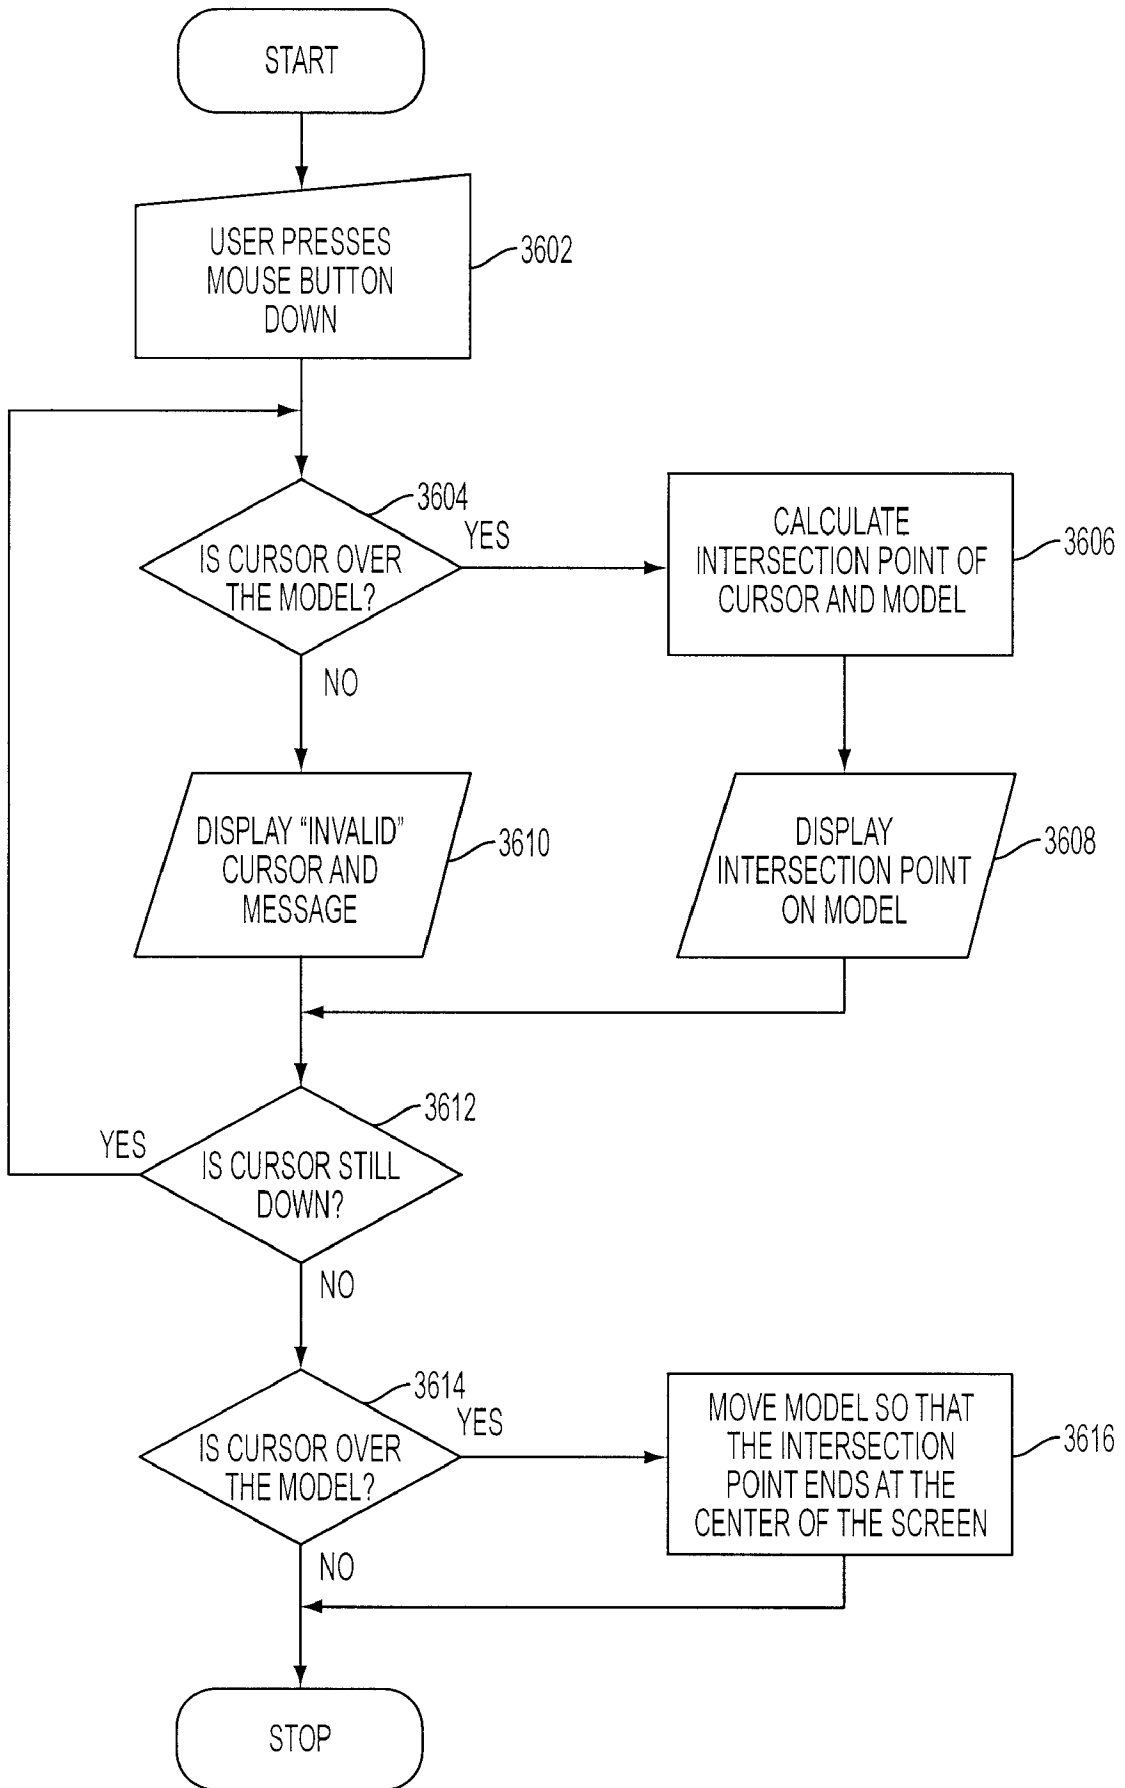 START
USER PRESSES
MOUSE BUTTON
DOWN
3602
3604
IS CURSOR OVER
THE MODEL?
YES
NO
CALCULATE
INTERSECTION POINT OF
CURSOR AND MODEL
3606
DISPLAY “INVALID”
CURSOR AND
MESSAGE
3610
DISPLAY
INTERSECTION POINT
ON MODEL
3608
3612
YES
IS CURSOR STILL
DOWN?
NO
3614
IS CURSOR OVER
THE MODEL?
YES
NO
MOVE MODEL SO THAT
THE INTERSECTION
POINT ENDS AT THE
CENTER OF THE SCREEN
3616
STOP